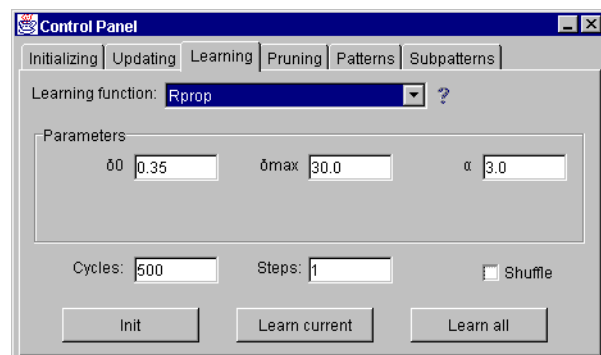 Control Panel
Initializing Updating Learning Pruning Patterns Subpatterns
Learning function: Rprop ?
Parameters
δ0 0.35 δmax 30.0 α 3.0
Cycles: 500 Steps: 1 Shuffle
Init Learn current Learn all